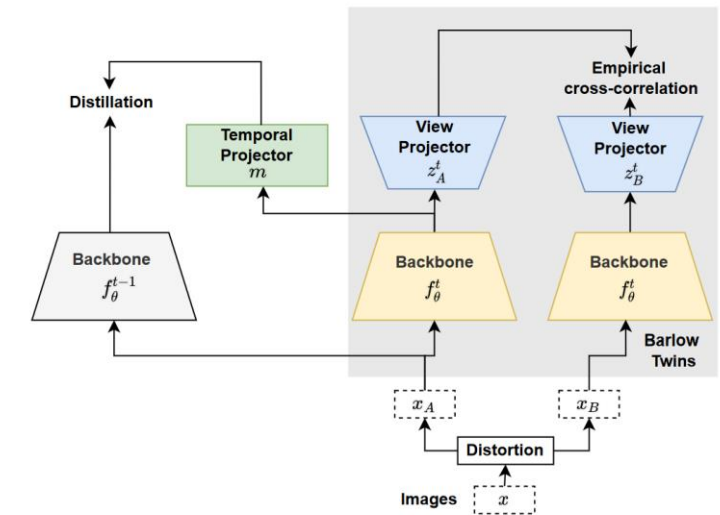 Distillation
Temporal
Projector
m
View
Projector
z_A^t
Empirical
cross-correlation
View
Projector
z_B^t
Backbone
f_θ^{t-1}
Backbone
f_θ^t
Backbone
f_θ^t
Barlow
Twins
x_A
x_B
Distortion
Images x